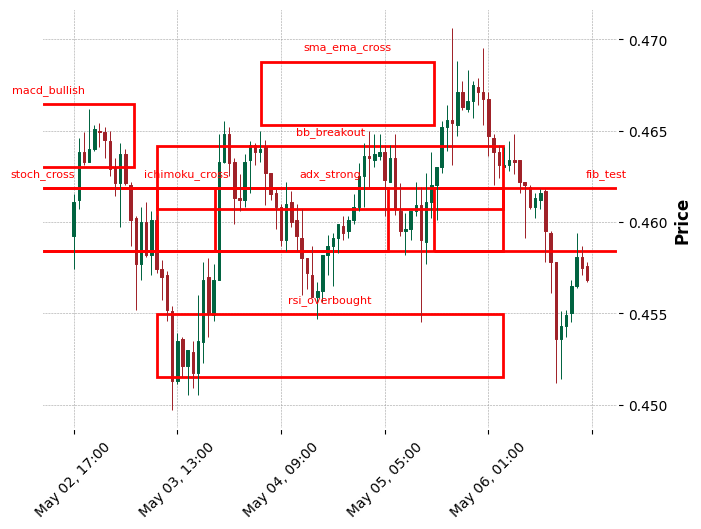 sma_ema_cross
macd_bullish
bb_breakout
stoch_cross
ichimoku_cross
adx_strong
fib_test
rsi_overbought
0.470
0.465
0.460
0.455
0.450
Price
May 02, 17:00
May 03, 13:00
May 04, 09:00
May 05, 05:00
May 06, 01:00